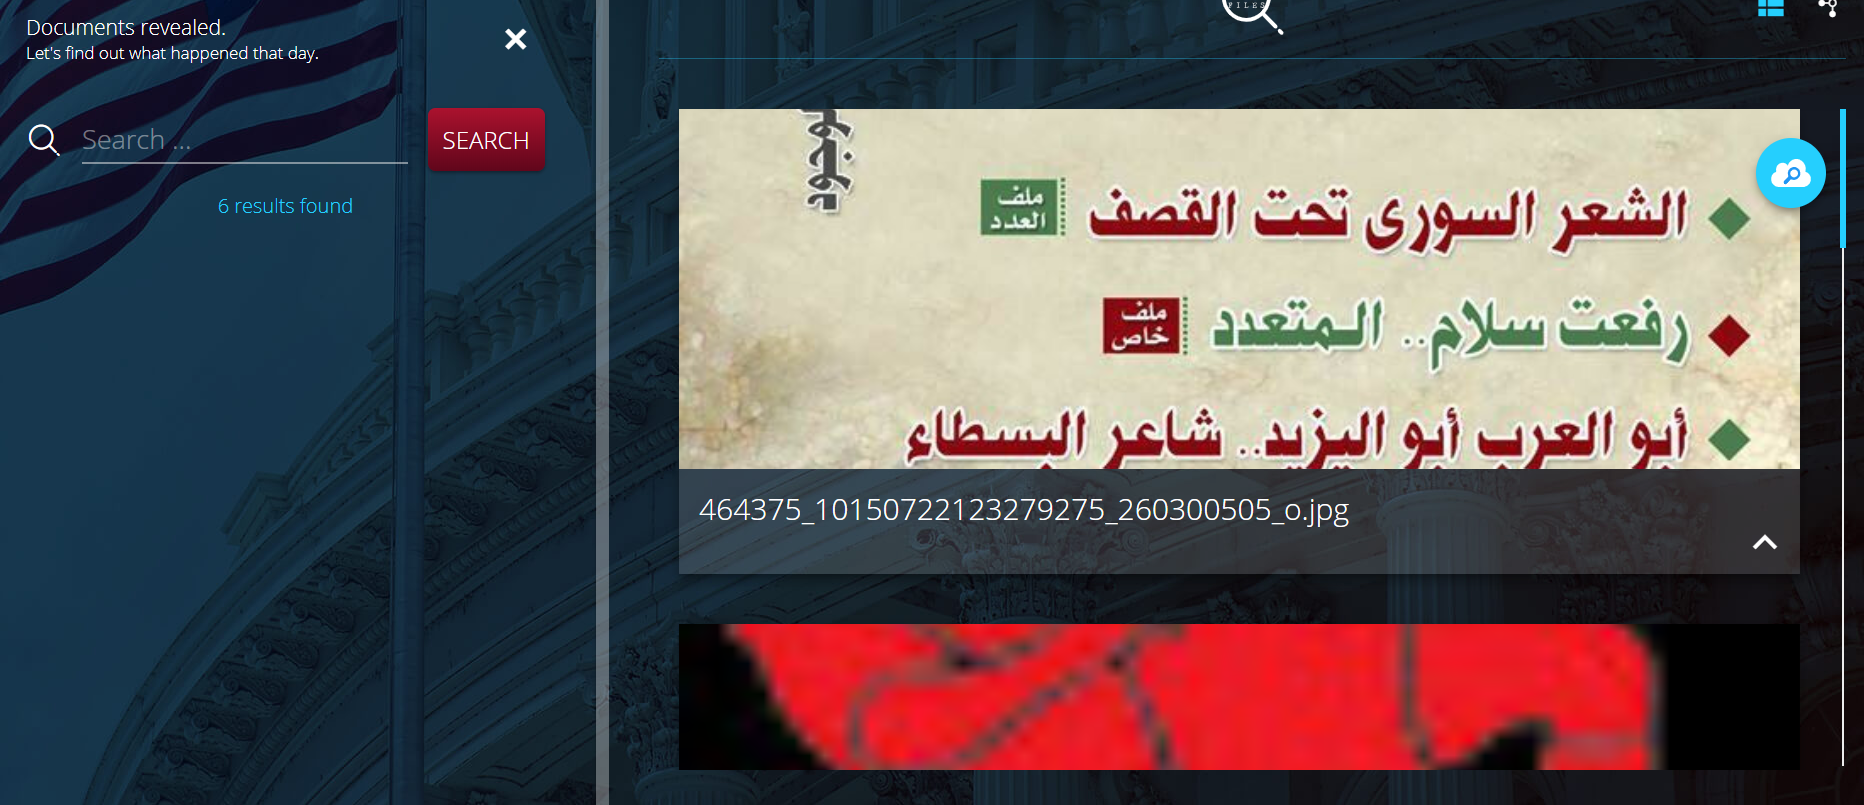 Documents revealed.
Let's find out what happened that day.
Search ...
SEARCH
6 results found
FILES
الشعر السورى تحت القصف
ملف
العدد
رفعت سلام.. المتعدد
ملف
خاص
أبو العرب أبو اليزيد.. شاعر البسطاء
464375_10150722123279275_260300505_o.jpg